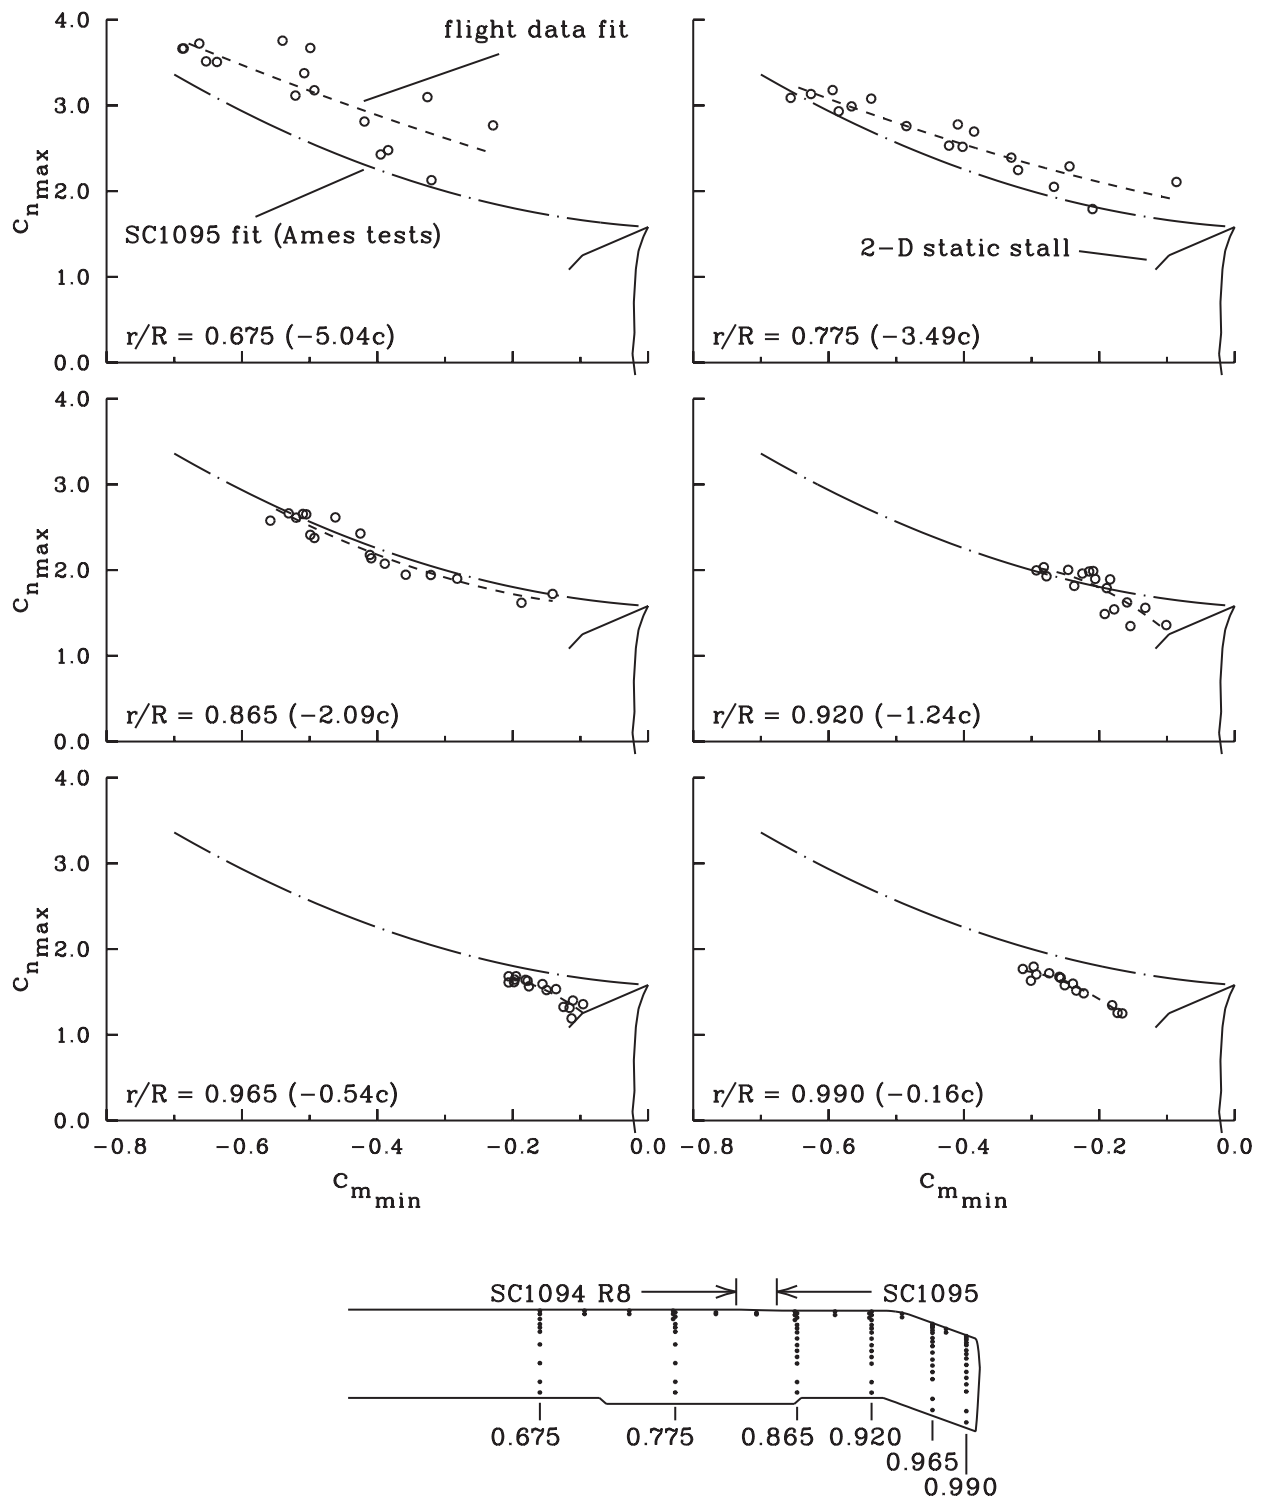 4.0
3.0
2.0
1.0
0.0
c_n_max
flight data fit
SC1095 fit (Ames tests)
r/R = 0.675 (−5.04c)
2−D static stall
r/R = 0.775 (−3.49c)
4.0
3.0
2.0
1.0
0.0
c_n_max
r/R = 0.865 (−2.09c)
r/R = 0.920 (−1.24c)
4.0
3.0
2.0
1.0
0.0
c_n_max
r/R = 0.965 (−0.54c)
r/R = 0.990 (−0.16c)
−0.8 −0.6 −0.4 −0.2 0.0
−0.8 −0.6 −0.4 −0.2 0.0
c_m_min
c_m_min
SC1094 R8
SC1095
0.675 0.775 0.865 0.920
0.965
0.990